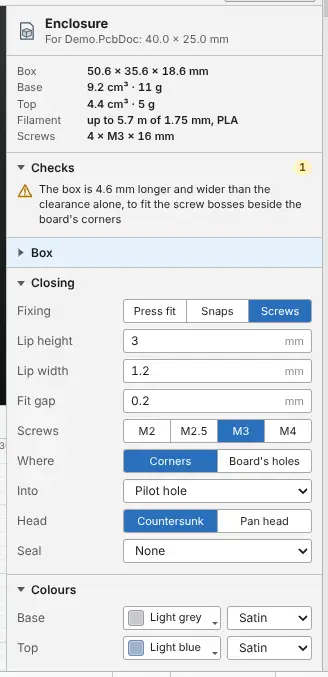 Enclosure
For Demo.PcbDoc: 40.0 × 25.0 mm
Box 50.6 × 35.6 × 18.6 mm
Base 9.2 cm³ · 11 g
Top 4.4 cm³ · 5 g
Filament up to 5.7 m of 1.75 mm, PLA
Screws 4 × M3 × 16 mm
Checks 1
The box is 4.6 mm longer and wider than the
clearance alone, to fit the screw bosses beside the
board's corners
Box
Closing
Fixing Press fit Snaps Screws
Lip height 3 mm
Lip width 1.2 mm
Fit gap 0.2 mm
Screws M2 M2.5 M3 M4
Where Corners Board's holes
Into Pilot hole
Head Countersunk Pan head
Seal None
Colours
Base Light grey Satin
Top Light blue Satin